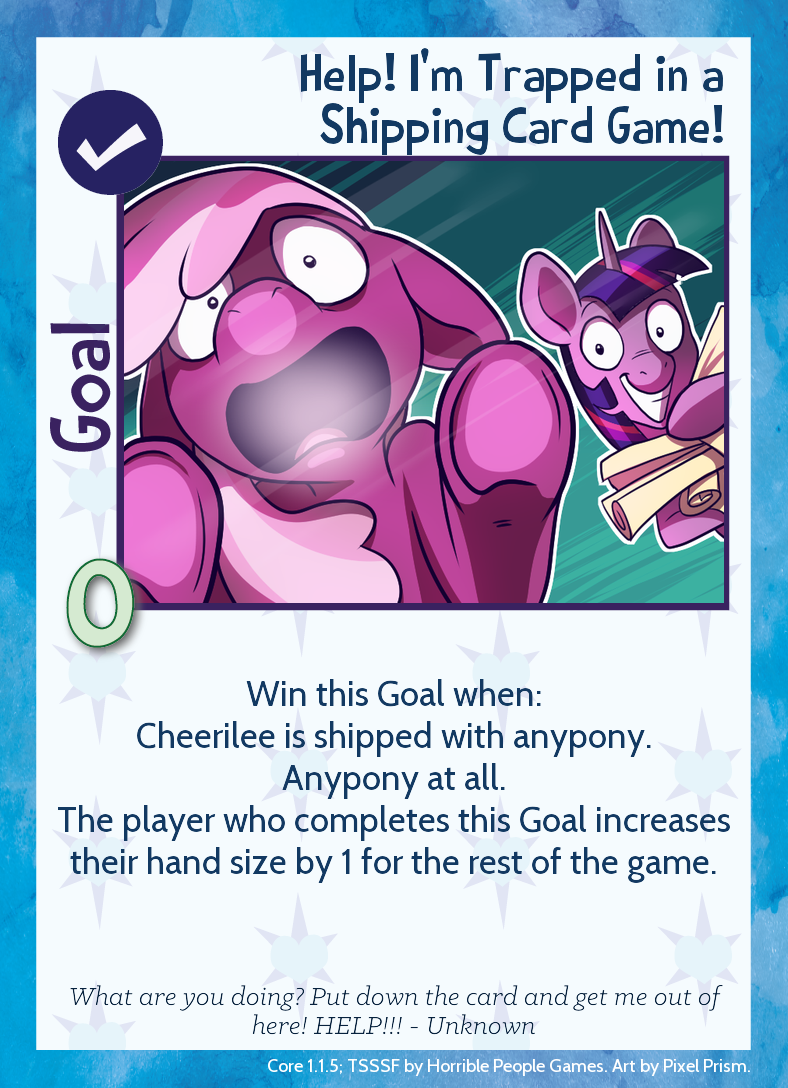 Help! I'm Trapped in a
Shipping Card Game!
Goal
0
Win this Goal when:
Cheerilee is shipped with anypony.
Anypony at all.
The player who completes this Goal increases
their hand size by 1 for the rest of the game.
What are you doing? Put down the card and get me out of
here! HELP!!! - Unknown
Core 1.1.5; TSSSF by Horrible People Games. Art by Pixel Prism.